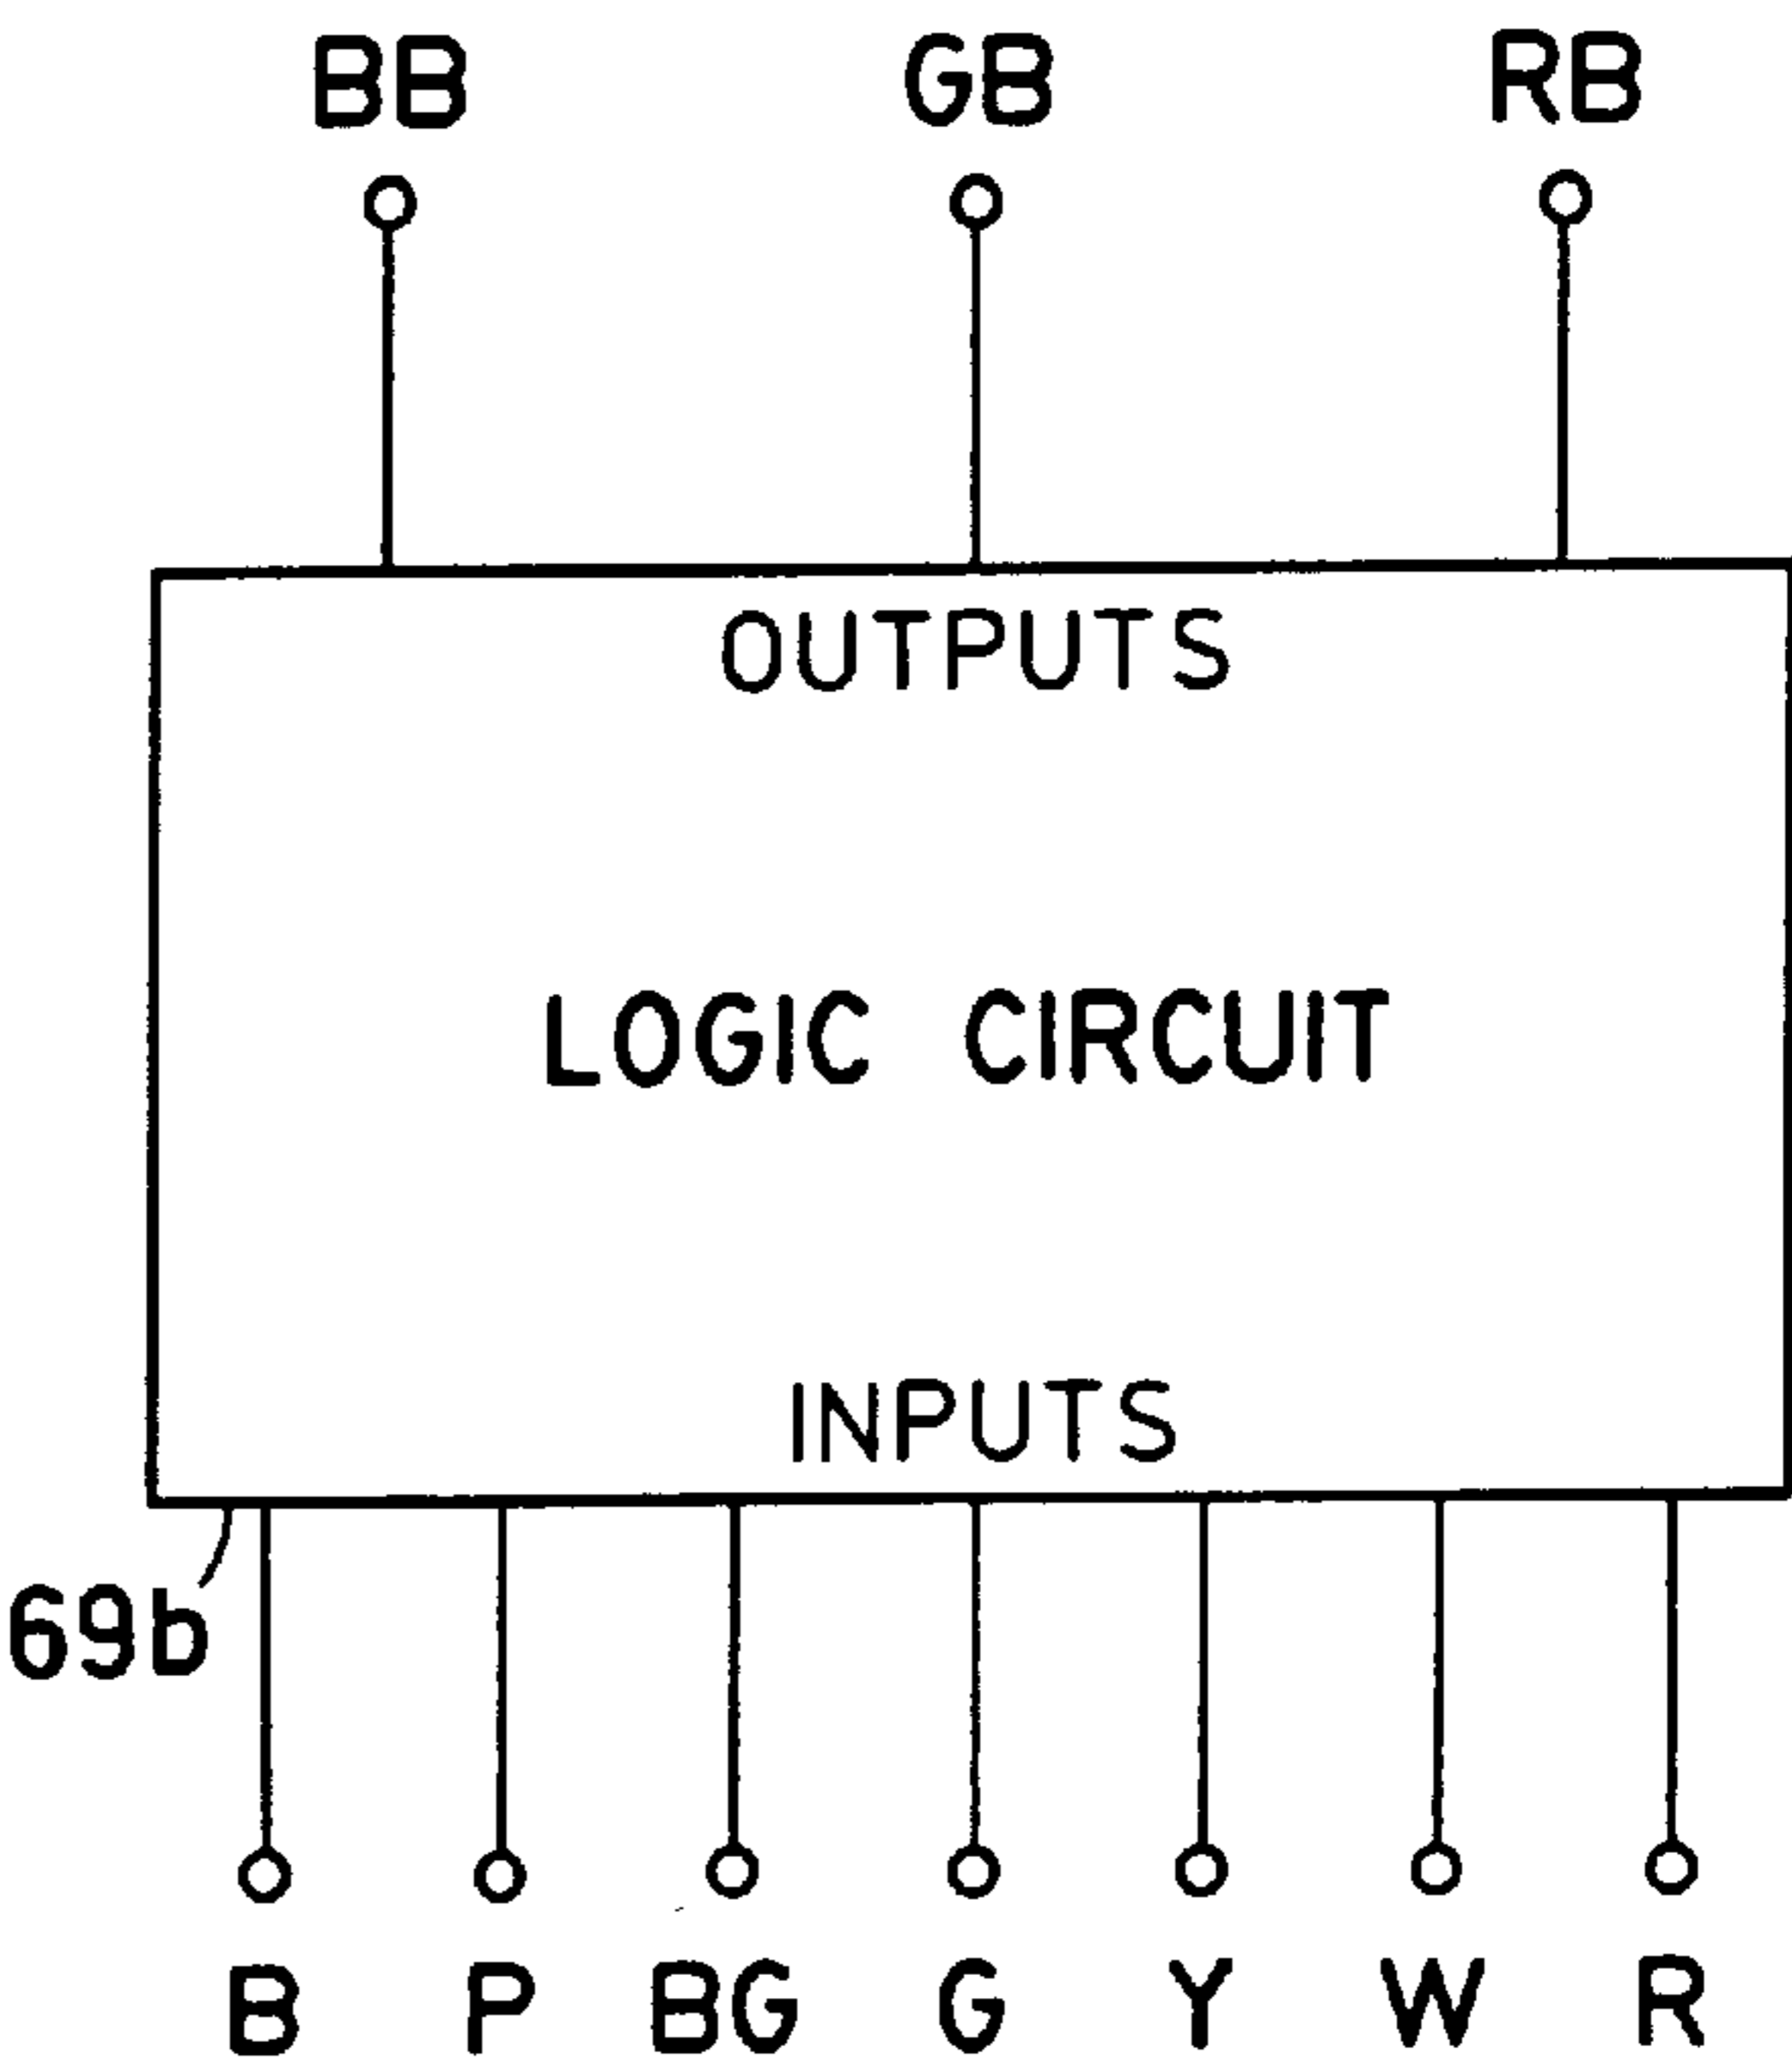 BB GB RB
OUTPUTS
LOGIC CIRCUIT
INPUTS
69b
B P BG G Y W R